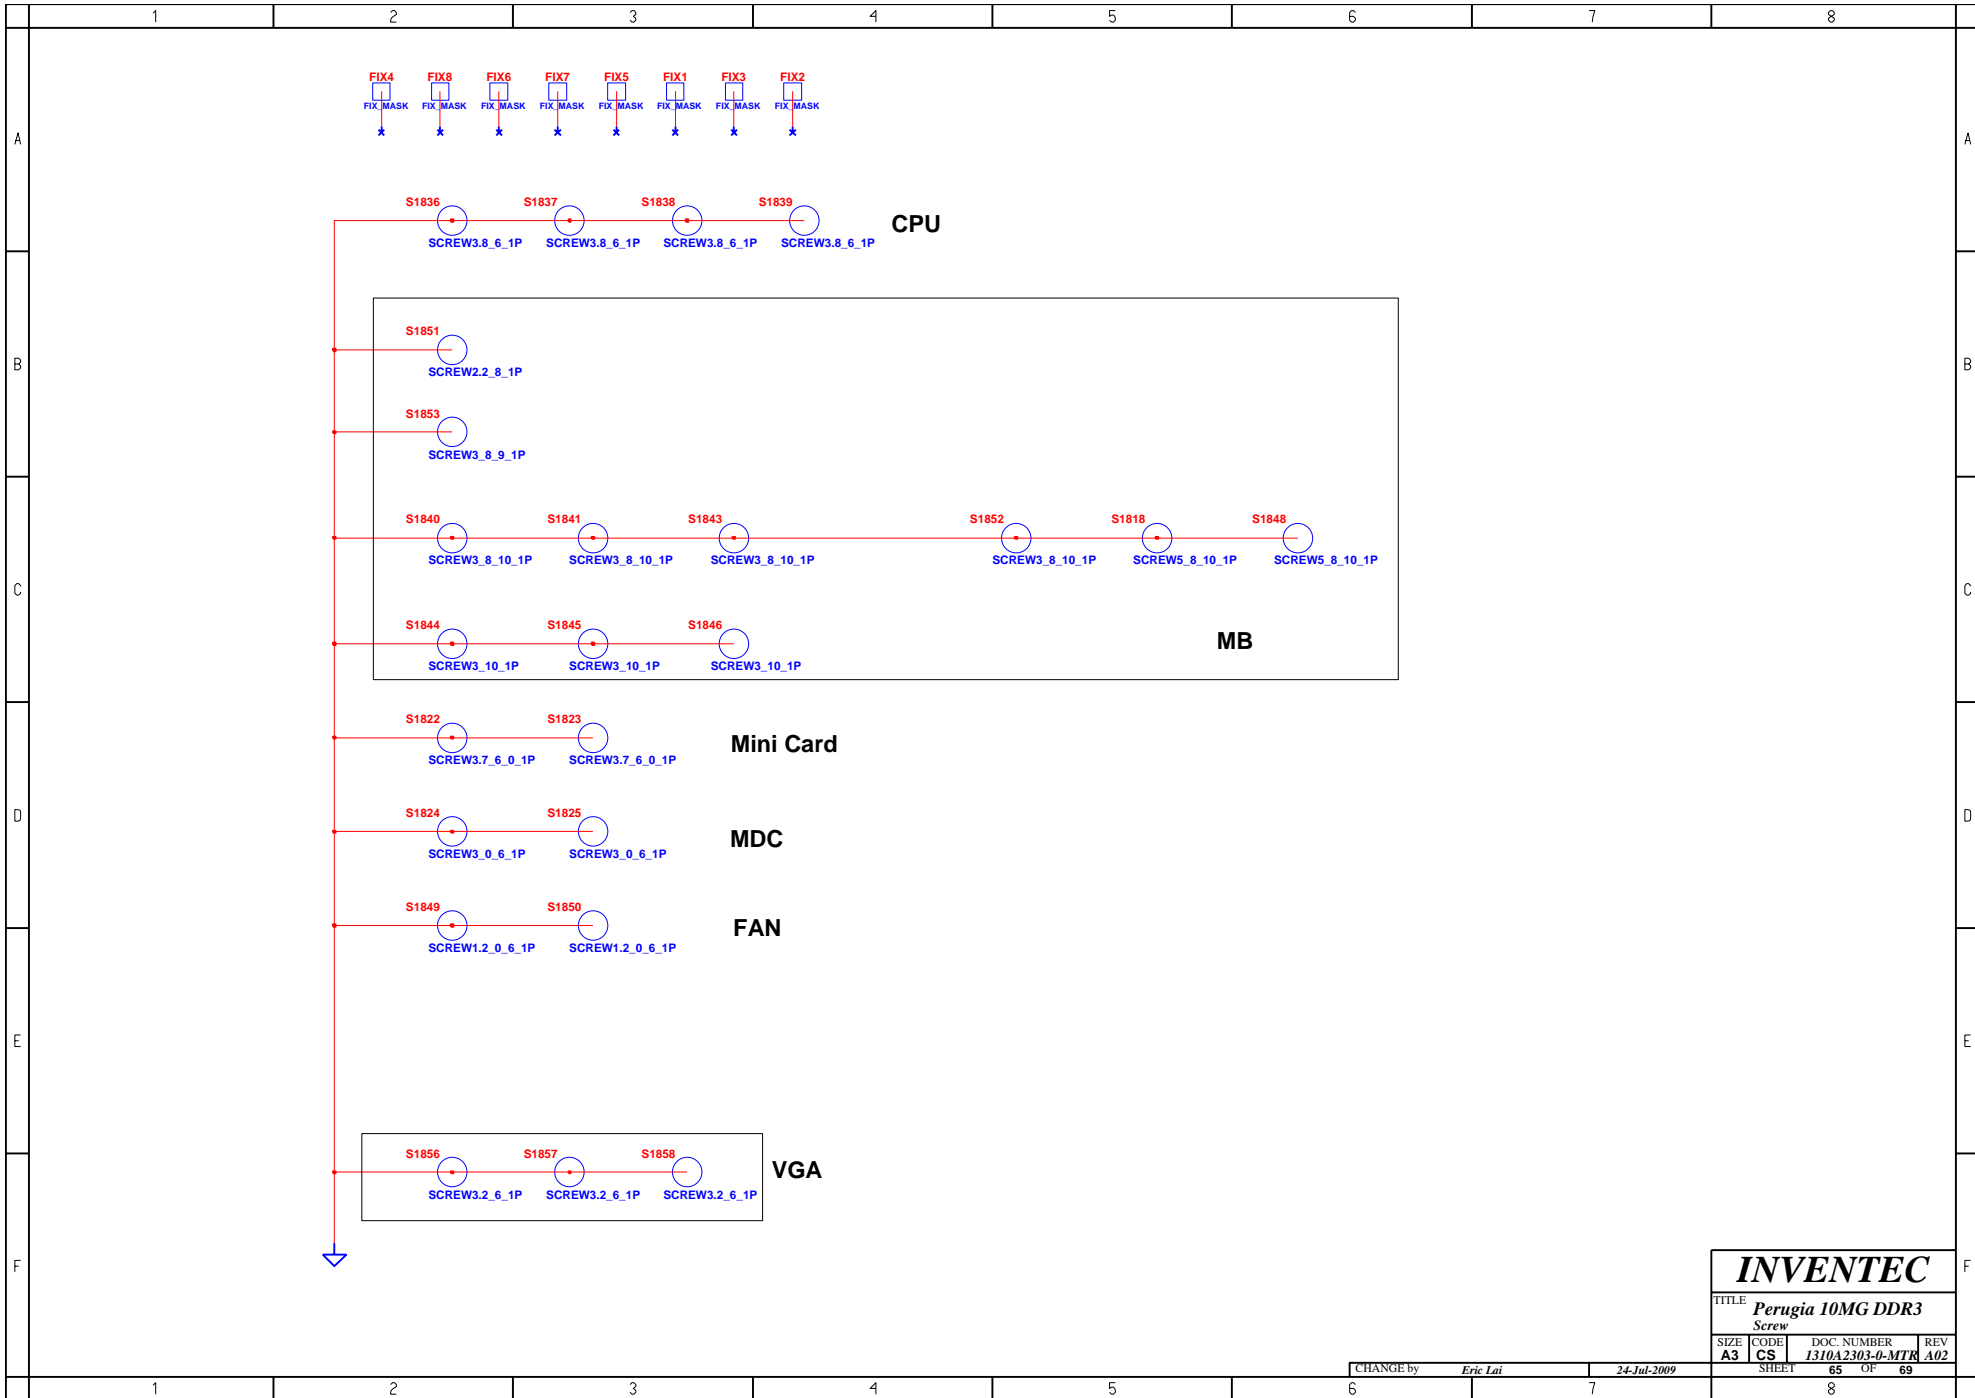 1 2 3 4 5 6 7 8
FIX4 FIX8 FIX6 FIX7 FIX5 FIX1 FIX3 FIX2
FIX_MASK FIX_MASK FIX_MASK FIX_MASK FIX_MASK FIX_MASK FIX_MASK FIX_MASK
A A
S1836 S1837 S1838 S1839
CPU
SCREW3.8_6_1P SCREW3.8_6_1P SCREW3.8_6_1P SCREW3.8_6_1P
S1851
B B
SCREW2.2_8_1P
S1853
SCREW3_8_9_1P
S1840 S1841 S1843 S1852 S1818 S1848
SCREW3_8_10_1P SCREW3_8_10_1P SCREW3_8_10_1P SCREW3_8_10_1P SCREW5_8_10_1P SCREW5_8_10_1P
C C
S1844 S1845 S1846
MB
SCREW3_10_1P SCREW3_10_1P SCREW3_10_1P
S1822 S1823
Mini Card
SCREW3.7_6_0_1P SCREW3.7_6_0_1P
S1824 S1825
D D
MDC
SCREW3_0_6_1P SCREW3_0_6_1P
S1849 S1850
FAN
SCREW1.2_0_6_1P SCREW1.2_0_6_1P
E E
S1856 S1857 S1858
VGA
SCREW3.2_6_1P SCREW3.2_6_1P SCREW3.2_6_1P
F F
INVENTEC
TITLE Perugia 10MG DDR3
Screw
SIZE CODE DOC. NUMBER REV
A3 CS 1310A2303-0-MTR A02
CHANGE by Eric Lai 24-Jul-2009 SHEET 65 OF 69
1 2 3 4 5 6 7 8